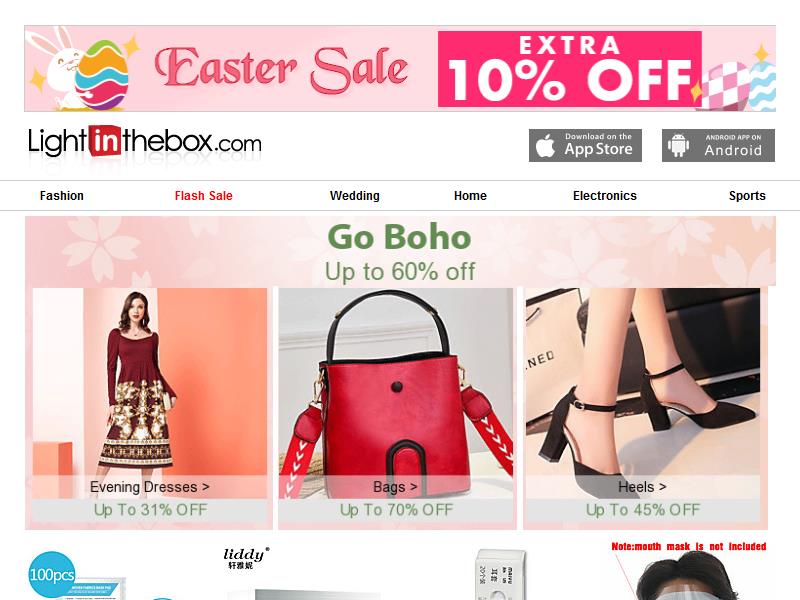 Easter Sale
EXTRA
10% OFF
Lightinthebox.com
Download on the
App Store
ANDROID APP ON
Android
Fashion
Flash Sale
Wedding
Home
Electronics
Sports
Go Boho
Up to 60% off
NED
Evening Dresses >
Bags >
Heels >
Up To 31% OFF
Up To 70% OFF
Up To 45% OFF
100pcs
liddy®
轩雅妮
Note:mouth mask is not included